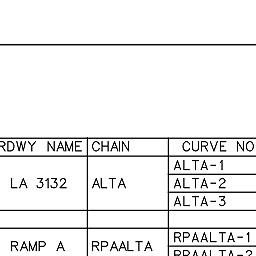 RDWY NAME CHAIN CURVE NO
ALTA-1
LA 3132 ALTA ALTA-2
ALTA-3
RPAALTA-1
RAMP A RPAALTA
RPAALTA-2